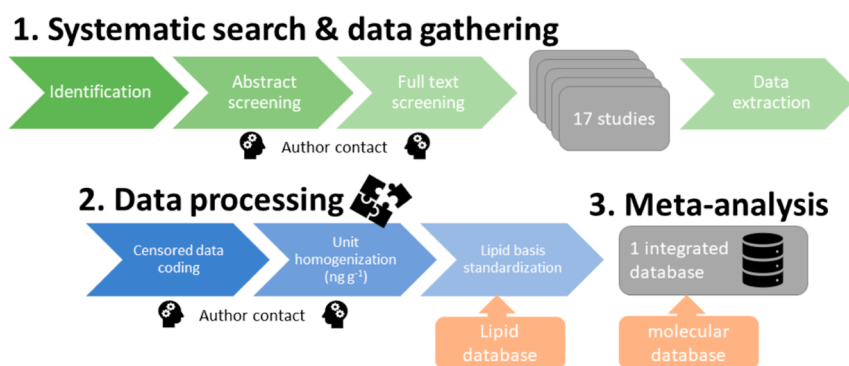 1. Systematic search & data gathering
Identification
Abstract
screening
Full text
screening
17 studies
Data
extraction
Author contact
2. Data processing
Censored data
coding
Unit
homogenization
(ng g⁻¹)
Lipid basis
standardization
Author contact
Lipid
database
3. Meta-analysis
1 integrated
database
molecular
database